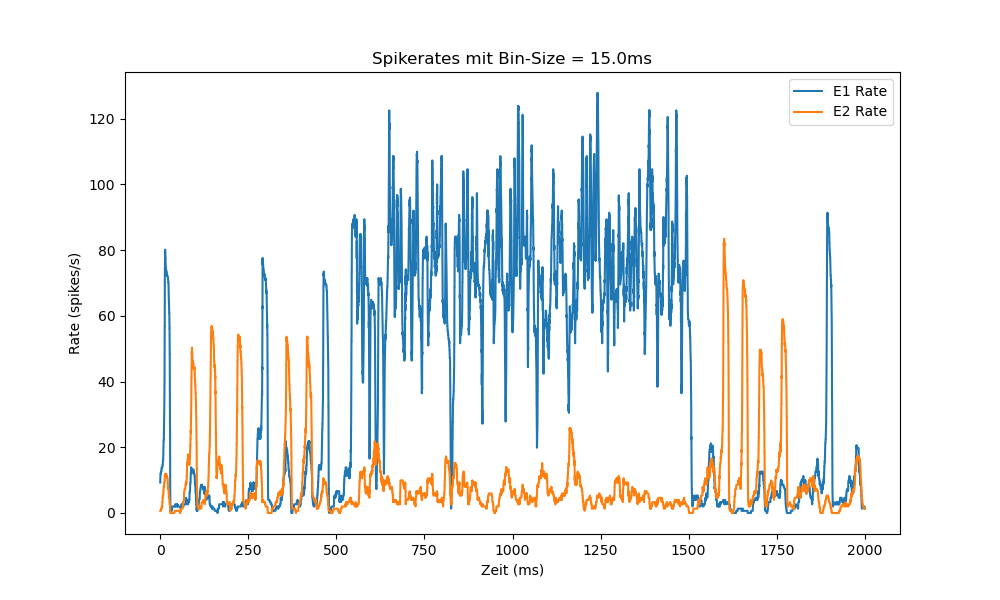 Spikerates mit Bin-Size = 15.0ms
E1 Rate
E2 Rate
Rate (spikes/s)
120
100
80
60
40
20
0
0 250 500 750 1000 1250 1500 1750 2000
Zeit (ms)